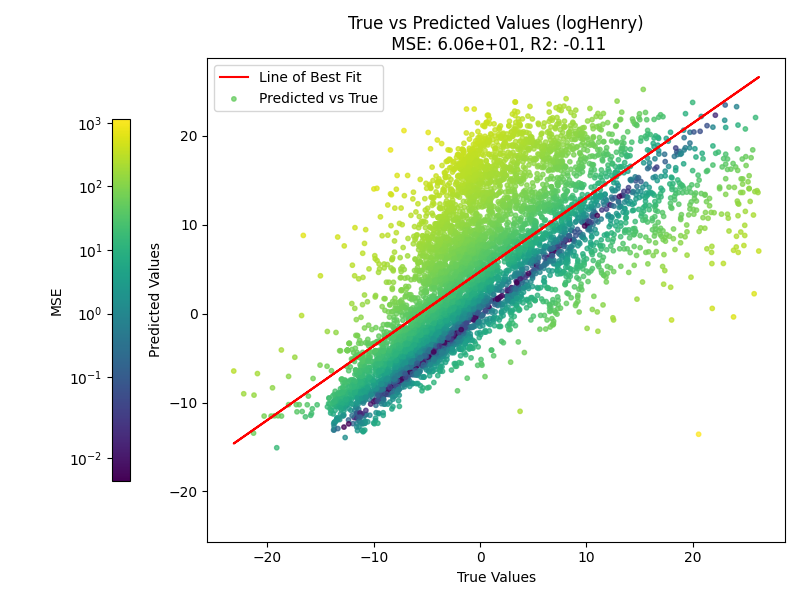 True vs Predicted Values (logHenry)
MSE: 6.06e+01, R2: -0.11
Line of Best Fit
Predicted vs True
10³
10²
10¹
10⁰
10⁻¹
10⁻²
MSE
Predicted Values
20
10
0
−10
−20
−20
−10
0
10
20
True Values